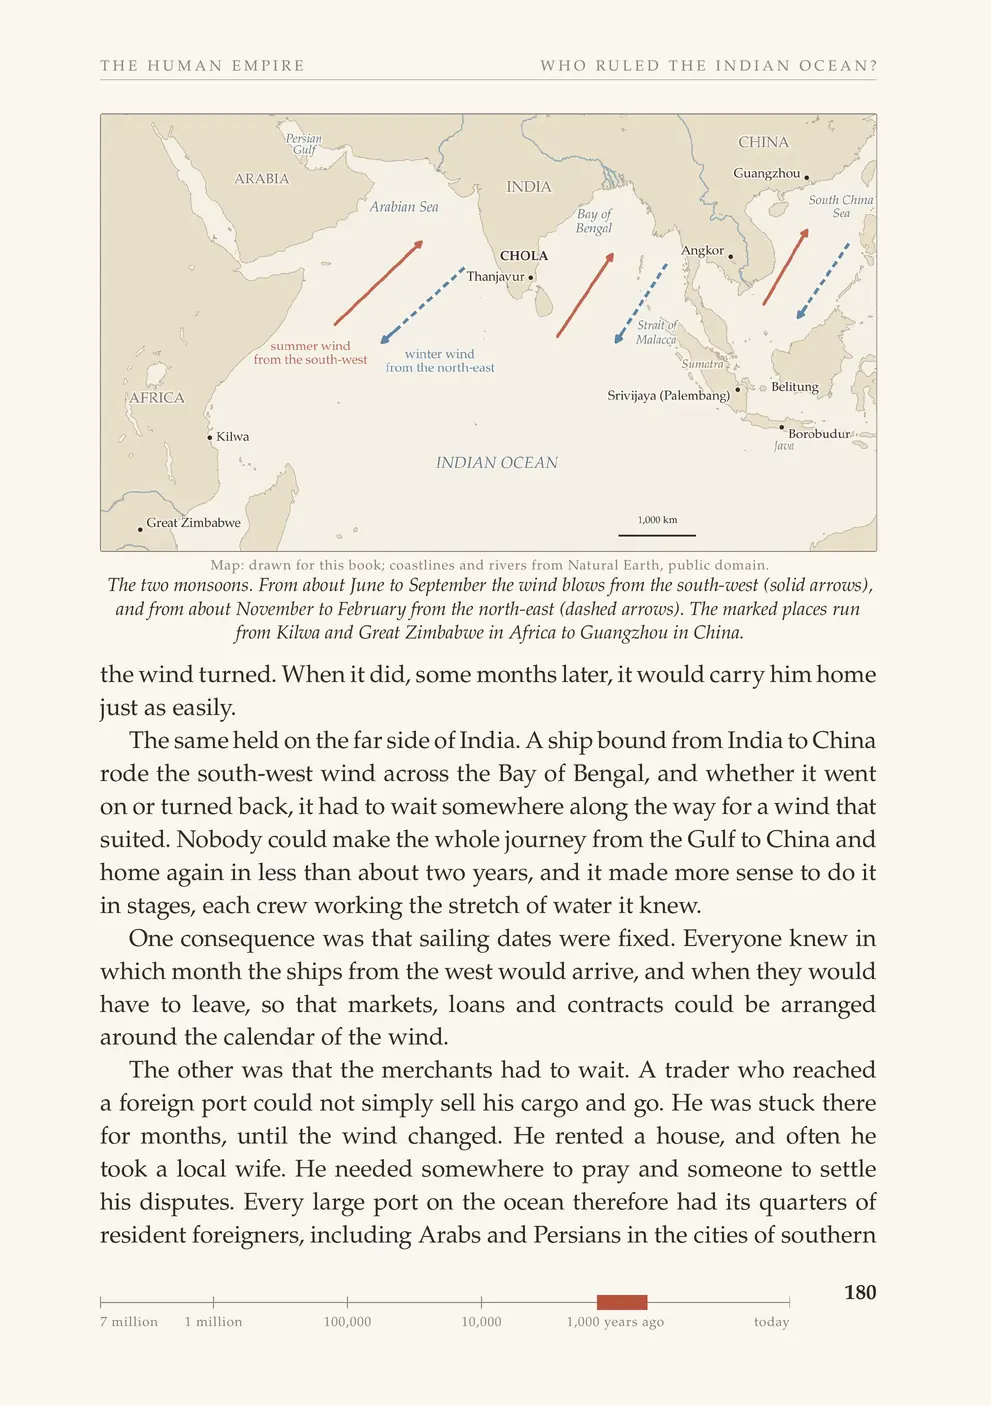 THE HUMAN EMPIRE
WHO RULED THE INDIAN OCEAN?
Persian
Gulf
ARABIA
Arabian Sea
INDIA
Bay of
Bengal
CHINA
Guangzhou
South China
Sea
CHOLA
Thanjavur
Angkor
summer wind
from the south-west
winter wind
from the north-east
Strait of
Malacca
Sumatra
AFRICA
Srivijaya (Palembang)
Belitung
Kilwa
Borobudur
Java
INDIAN OCEAN
Great Zimbabwe
1,000 km
Map: drawn for this book; coastlines and rivers from Natural Earth, public domain.
The two monsoons. From about June to September the wind blows from the south-west (solid arrows),
and from about November to February from the north-east (dashed arrows). The marked places run
from Kilwa and Great Zimbabwe in Africa to Guangzhou in China.
the wind turned. When it did, some months later, it would carry him home
just as easily.
The same held on the far side of India. A ship bound from India to China
rode the south-west wind across the Bay of Bengal, and whether it went
on or turned back, it had to wait somewhere along the way for a wind that
suited. Nobody could make the whole journey from the Gulf to China and
home again in less than about two years, and it made more sense to do it
in stages, each crew working the stretch of water it knew.
One consequence was that sailing dates were fixed. Everyone knew in
which month the ships from the west would arrive, and when they would
have to leave, so that markets, loans and contracts could be arranged
around the calendar of the wind.
The other was that the merchants had to wait. A trader who reached
a foreign port could not simply sell his cargo and go. He was stuck there
for months, until the wind changed. He rented a house, and often he
took a local wife. He needed somewhere to pray and someone to settle
his disputes. Every large port on the ocean therefore had its quarters of
resident foreigners, including Arabs and Persians in the cities of southern
180
7 million
1 million
100,000
10,000
1,000 years ago
today